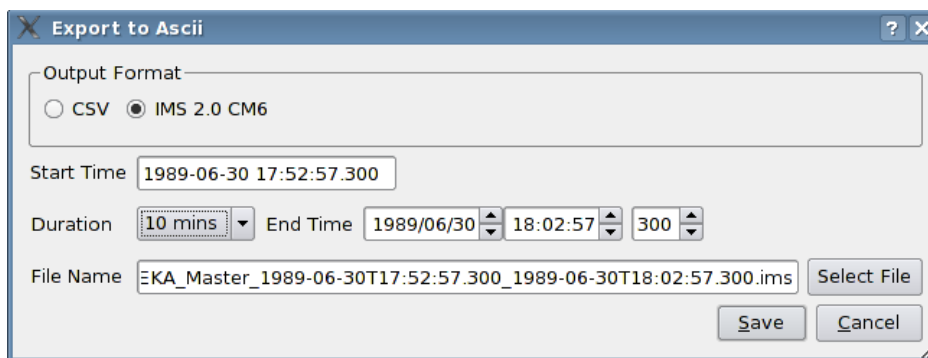 Export to Ascii
Output Format
CSV IMS 2.0 CM6
Start Time 1989-06-30 17:52:57.300
Duration 10 mins End Time 1989/06/30 18:02:57 300
File Name EKA_Master_1989-06-30T17:52:57.300_1989-06-30T18:02:57.300.ims Select File
Save Cancel